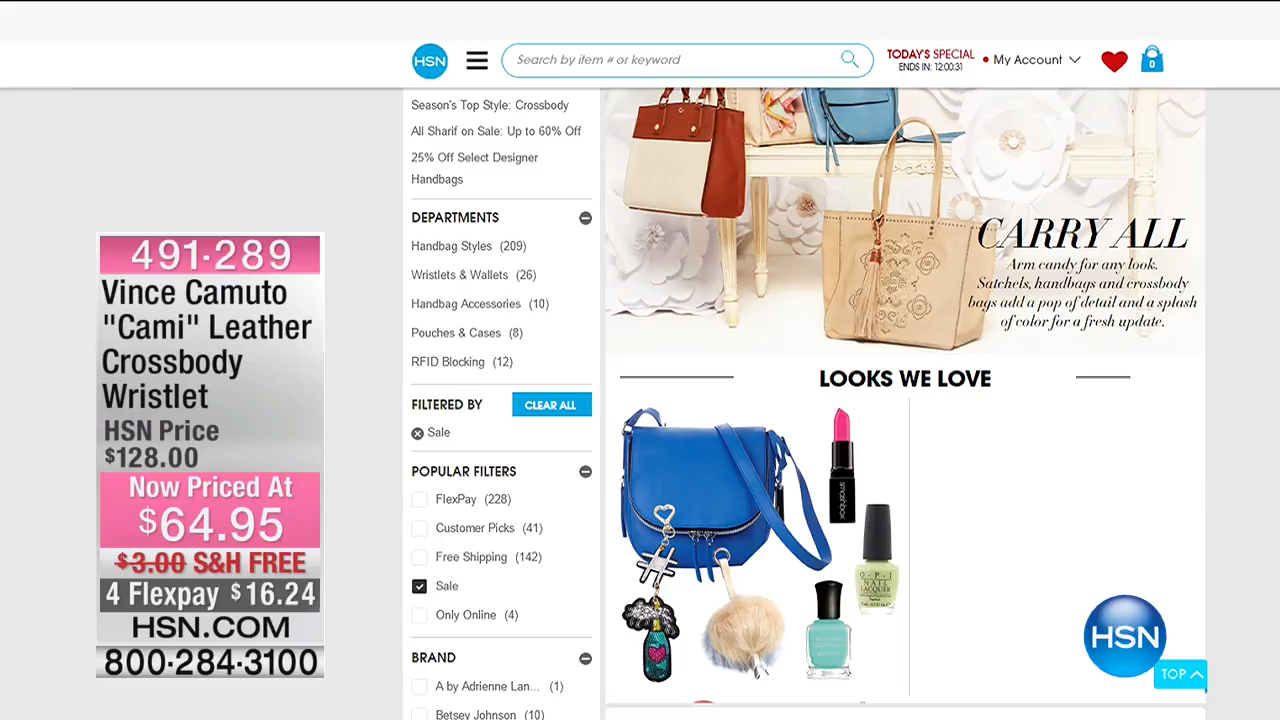 HSN
Search by item # or keyword
TODAY'S SPECIAL
ENDS IN: 12:00:31
My Account
0
Season's Top Style: Crossbody
All Sharif on Sale: Up to 60% Off
25% Off Select Designer
Handbags
DEPARTMENTS
Handbag Styles (209)
Wristlets & Wallets (26)
Handbag Accessories (10)
Pouches & Cases (8)
RFID Blocking (12)
FILTERED BY
CLEAR ALL
Sale
POPULAR FILTERS
FlexPay (228)
Customer Picks (41)
Free Shipping (142)
Sale
Only Online (4)
BRAND
A by Adrienne Lan... (1)
Betsey Johnson (10)
491·289
Vince Camuto
"Cami" Leather
Crossbody
Wristlet
HSN Price
$128.00
Now Priced At
$64.95
$3.00 S&H FREE
4 Flexpay $16.24
HSN.COM
800·284·3100
CARRY ALL
Arm candy for any look.
Satchels, handbags and crossbody
bags add a pop of detail and a splash
of color for a fresh update.
LOOKS WE LOVE
smashbox
O·P·I
NAIL
LACQUER
HSN
TOP